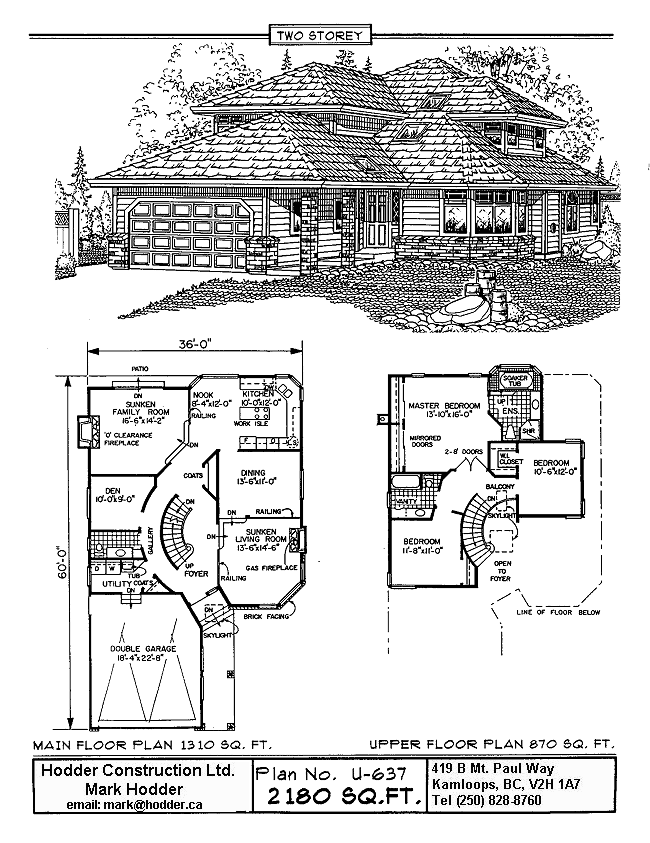 TWO STOREY
36'-0"
60'-0"
PATIO
DN
SUNKEN
FAMILY ROOM
16'-6"x14'-2"
'O' CLEARANCE
FIREPLACE
NOOK
8'-4"x12'-0"
RAILING
DN
KITCHEN
10'-0"x12'-0"
WORK ISLE
F
D
COATS
DINING
13'-6"x11'-0"
DEN
10'-0"x9'-0"
DN
RAILING
GALLERY
DN
SUNKEN
LIVING ROOM
13'-6"x14'-6"
GAS FIREPLACE
UP
FOYER
RAILING
D
W
TUB
UTILITY
COATS
DN
DN
SKYLIGHT
BRICK FACING
DOUBLE GARAGE
18'-4"x22'-8"
SOAKER
TUB
MASTER BEDROOM
13'-10"x16'-0"
UP
ENS.
SHR
MIRRORED
DOORS
2-8' DOORS
W.I.
CLOSET
BEDROOM
10'-6"x12'-0"
VANITY
BALCONY
DN
SKYLIGHT
BEDROOM
11'-8"x11'-0"
OPEN
TO
FOYER
LINE OF FLOOR BELOW
MAIN FLOOR PLAN 1310 SQ. FT.
UPPER FLOOR PLAN 870 SQ. FT.
Hodder Construction Ltd.
Mark Hodder
email: mark@hodder.ca
Plan No. U-637
2180 SQ.FT.
419 B Mt. Paul Way
Kamloops, BC, V2H 1A7
Tel (250) 828-8760